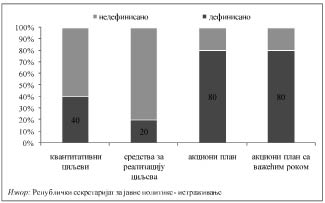 недефинисано дефинисано
100%
90%
80%
70%
60%
50%
40%
30%
20%
10%
0%
40
20
80
80
квантитативни циљеви
средства за реализацију циљева
акциони план
акциони план са важећим роком
Извор: Републички секретаријат за јавне политике - истраживање